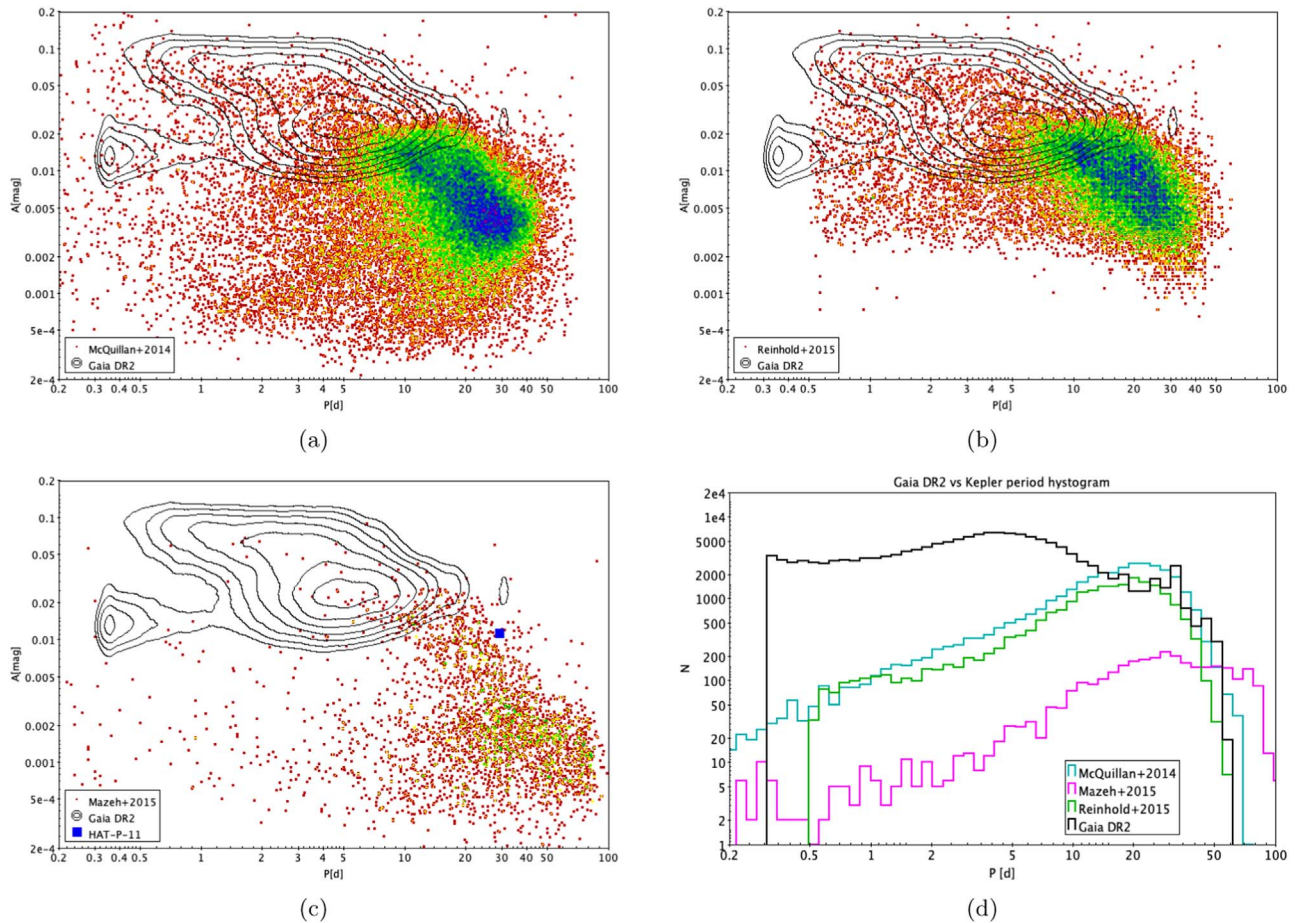 0.2
0.1
0.05
0.02
0.01
0.005
0.002
0.001
5e-4
2e-4
A[mag]
McQuillan+2014
Gaia DR2
0.2 0.3 0.4 0.5 1 2 3 4 5 10 20 30 40 50 100
P[d]
(a)
0.2
0.1
0.05
0.02
0.01
0.005
0.002
0.001
5e-4
2e-4
A[mag]
Reinhold+2015
Gaia DR2
0.2 0.3 0.4 0.5 1 2 3 4 5 10 20 30 40 50 100
P[d]
(b)
0.2
0.1
0.05
0.02
0.01
0.005
0.002
0.001
5e-4
2e-4
A[mag]
Mazeh+2015
Gaia DR2
HAT-P-11
0.2 0.3 0.4 0.5 1 2 3 4 5 10 20 30 40 50 100
P[d]
(c)
Gaia DR2 vs Kepler period hystogram
2e4
1e4
5000
2000
1000
500
200
100
50
20
10
5
2
1
N
McQuillan+2014
Mazeh+2015
Reinhold+2015
Gaia DR2
0.2 0.5 1 2 5 10 20 50 100
P [d]
(d)